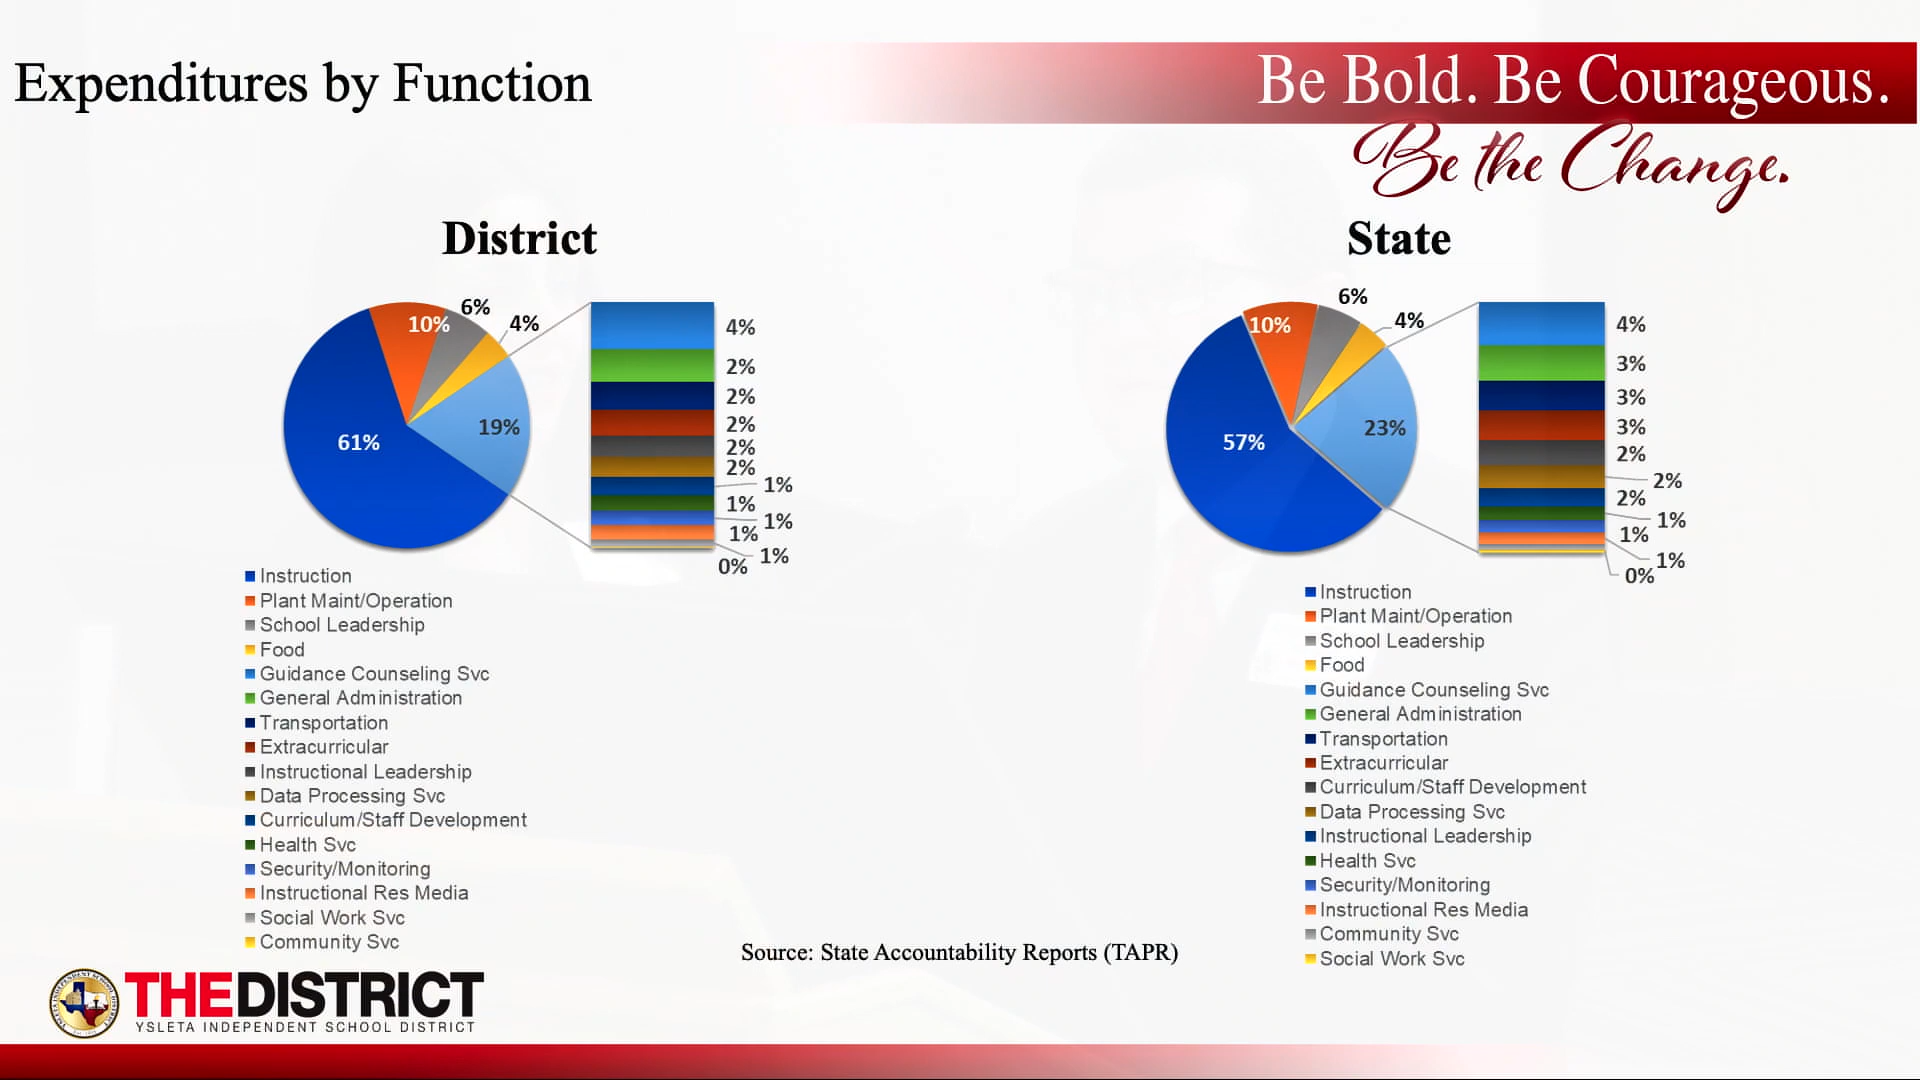 Expenditures by Function
Be Bold. Be Courageous.
Be the Change.
District
61%
10%
6%
4%
19%
4%
2%
2%
2%
2%
2%
1%
1%
1%
1%
1%
0%
Instruction
Plant Maint/Operation
School Leadership
Food
Guidance Counseling Svc
General Administration
Transportation
Extracurricular
Instructional Leadership
Data Processing Svc
Curriculum/Staff Development
Health Svc
Security/Monitoring
Instructional Res Media
Social Work Svc
Community Svc
State
57%
10%
6%
4%
23%
4%
3%
3%
3%
2%
2%
2%
1%
1%
1%
0%
Instruction
Plant Maint/Operation
School Leadership
Food
Guidance Counseling Svc
General Administration
Transportation
Extracurricular
Curriculum/Staff Development
Data Processing Svc
Instructional Leadership
Health Svc
Security/Monitoring
Instructional Res Media
Community Svc
Social Work Svc
Source: State Accountability Reports (TAPR)
THEDISTRICT
YSLETA INDEPENDENT SCHOOL DISTRICT